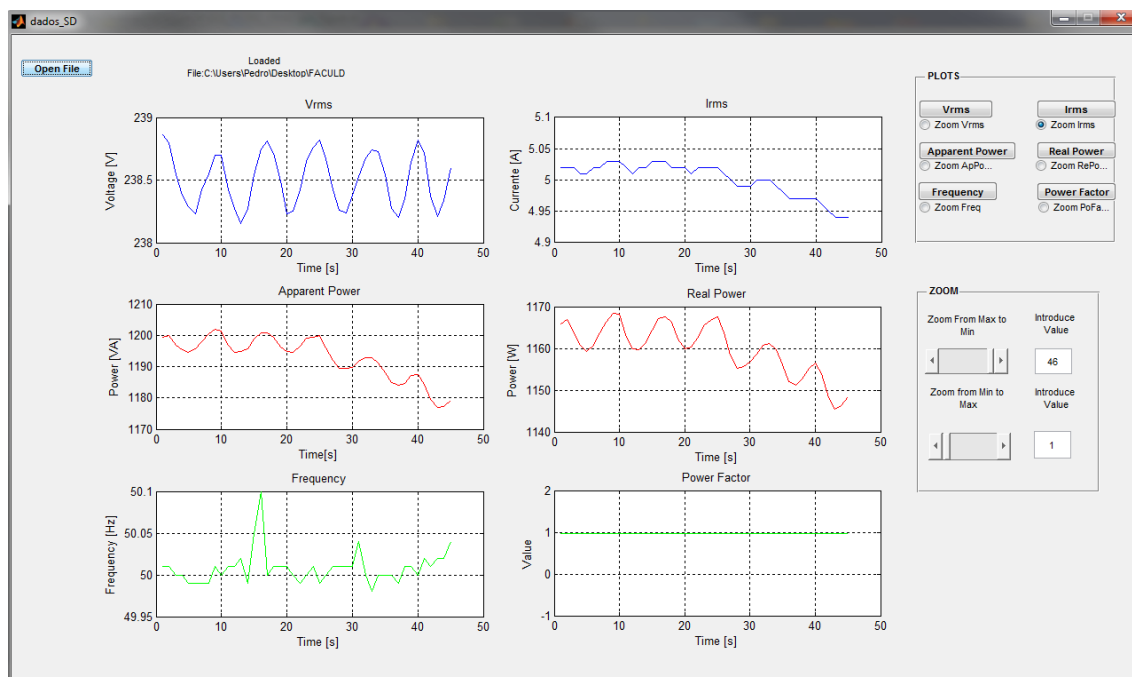 dados_SD
Open File
Loaded
File:C:\Users\Pedro\Desktop\FACULD
Vrms
239
238.5
238
Voltage [V]
0 10 20 30 40 50
Time [s]
Irms
5.1
5.05
5
4.95
4.9
Currente [A]
0 10 20 30 40 50
Time [s]
Apparent Power
1210
1200
1190
1180
1170
Power [VA]
0 10 20 30 40 50
Time[s]
Real Power
1170
1160
1150
1140
Power [W]
0 10 20 30 40 50
Time [s]
Frequency
50.1
50.05
50
49.95
Frequency [Hz]
0 10 20 30 40 50
Time [s]
Power Factor
2
1
0
-1
Value
0 10 20 30 40 50
Time [s]
PLOTS
Vrms Irms
Zoom Vrms Zoom Irms
Apparent Power Real Power
Zoom ApPo... Zoom RePo...
Frequency Power Factor
Zoom Freq Zoom PoFa...
ZOOM
Zoom From Max to
Min
Introduce
Value
46
Zoom from Min to
Max
Introduce
Value
1